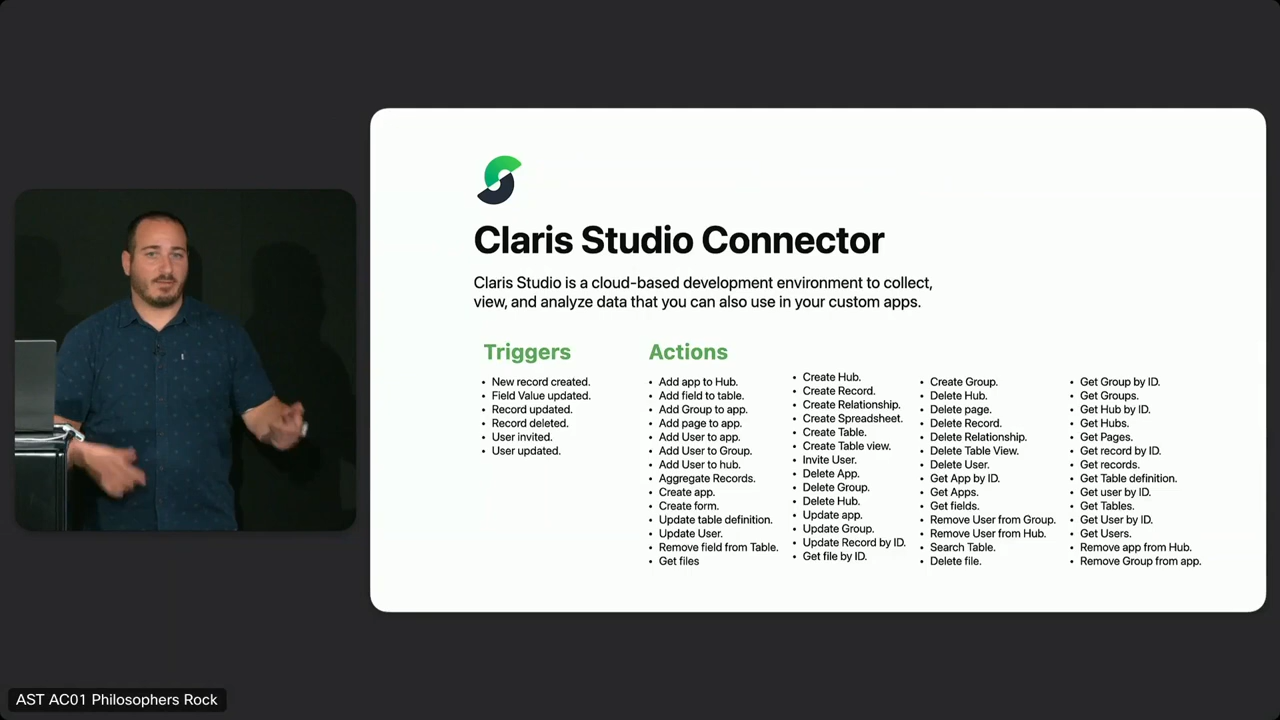 Claris Studio Connector
Claris Studio is a cloud-based development environment to collect,
view, and analyze data that you can also use in your custom apps.
Triggers
• New record created.
• Field Value updated.
• Record updated.
• Record deleted.
• User invited.
• User updated.
Actions
• Add app to Hub.
• Add field to table.
• Add Group to app.
• Add page to app.
• Add User to app.
• Add User to Group.
• Add User to hub.
• Aggregate Records.
• Create app.
• Create form.
• Update table definition.
• Update User.
• Remove field from Table.
• Get files
• Create Hub.
• Create Record.
• Create Relationship.
• Create Spreadsheet.
• Create Table.
• Create Table view.
• Invite User.
• Delete App.
• Delete Group.
• Delete Hub.
• Update app.
• Update Group.
• Update Record by ID.
• Get file by ID.
• Create Group.
• Delete Hub.
• Delete page.
• Delete Record.
• Delete Relationship.
• Delete Table View.
• Delete User.
• Get App by ID.
• Get Apps.
• Get fields.
• Remove User from Group.
• Remove User from Hub.
• Search Table.
• Delete file.
• Get Group by ID.
• Get Groups.
• Get Hub by ID.
• Get Hubs.
• Get Pages.
• Get record by ID.
• Get records.
• Get Table definition.
• Get user by ID.
• Get Tables.
• Get User by ID.
• Get Users.
• Remove app from Hub.
• Remove Group from app.
AST AC01 Philosophers Rock